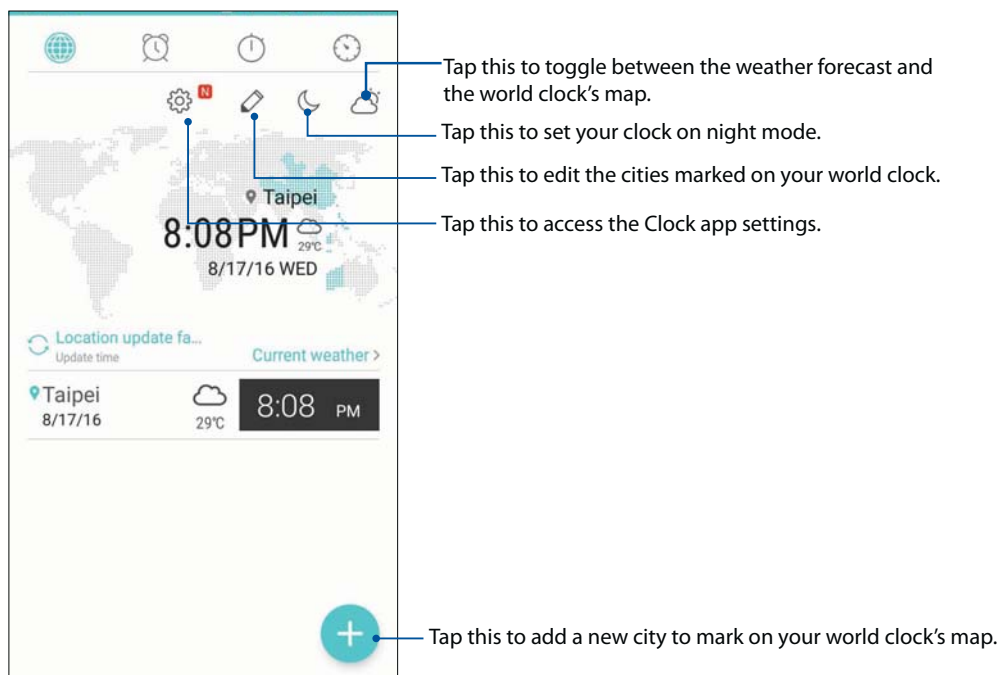 Tap this to toggle between the weather forecast and
the world clock’s map.
N
Tap this to set your clock on night mode.
Tap this to edit the cities marked on your world clock.
Taipei
Tap this to access the Clock app settings.
8:08PM
29°C
8/17/16 WED
Location update fa...
Update time
Current weather >
Taipei
8/17/16
29°C
8:08 PM
Tap this to add a new city to mark on your world clock’s map.